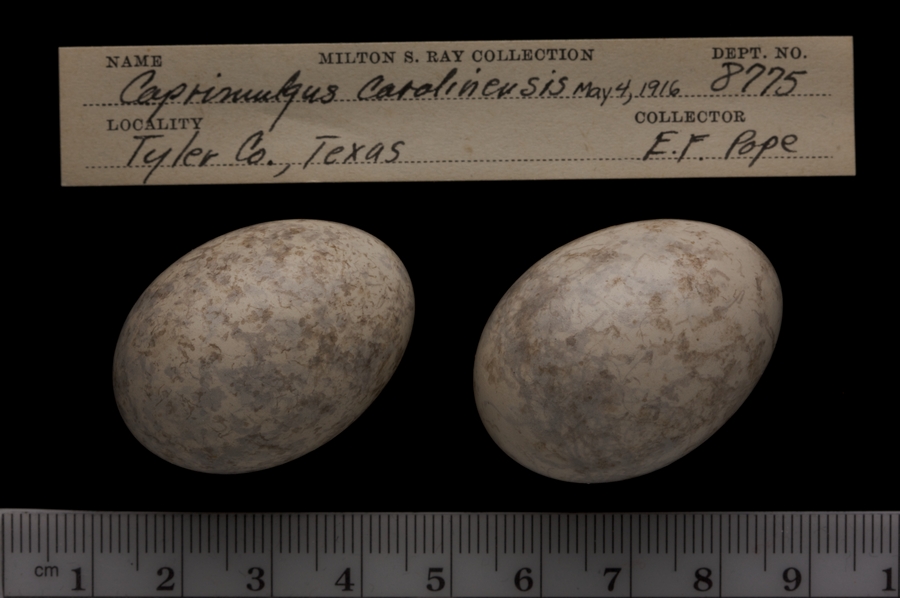 NAME MILTON S. RAY COLLECTION DEPT. NO.
Caprimulgus carolinensis May 4, 1916 8775
LOCALITY COLLECTOR
Tyler Co., Texas E.F. Pope
cm 1 2 3 4 5 6 7 8 9 1